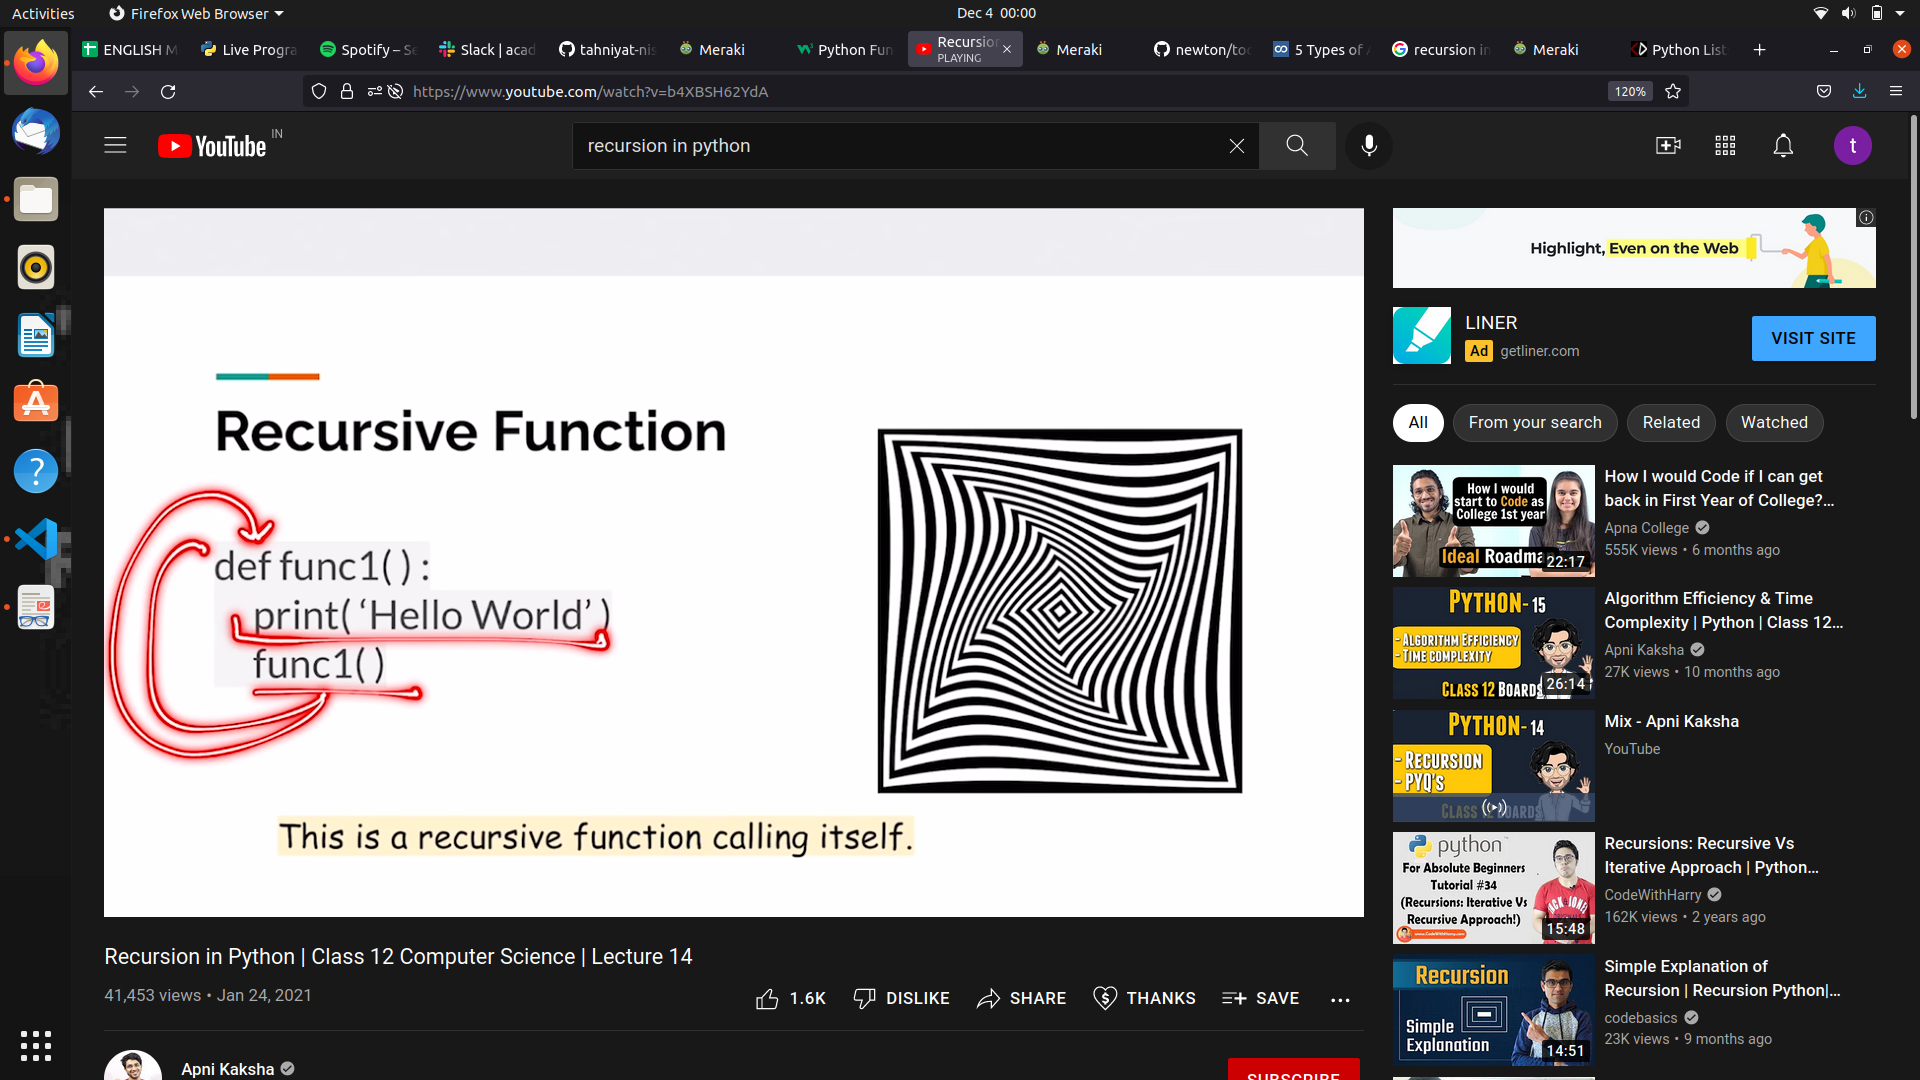 Activities
Firefox Web Browser
Dec 4 00:00
ENGLISH M
Live Progra
Spotify – Se
Slack | acad
tahniyat-nis
Meraki
Python Fun
Recursion
PLAYING
Meraki
newton/too
5 Types of A
recursion in
Meraki
Python List
https://www.youtube.com/watch?v=b4XBSH62YdA
120%
YouTube
IN
recursion in python
t
Recursive Function
def func1( ) :
print( ‘Hello World’ )
func1( )
This is a recursive function calling itself.
Recursion in Python | Class 12 Computer Science | Lecture 14
41,453 views • Jan 24, 2021
1.6K
DISLIKE
SHARE
THANKS
SAVE
Apni Kaksha
SUBSCRIBE
Highlight, Even on the Web
LINER
Ad getliner.com
VISIT SITE
All
From your search
Related
Watched
How I would
start to Code as
College 1st year
Ideal Roadma
22:17
How I would Code if I can get
back in First Year of College?...
Apna College
555K views • 6 months ago
PYTHON- 15
- ALGORITHM EFFICIENCY
- TIME COMPLEXITY
CLASS 12 BOARDS
26:14
Algorithm Efficiency & Time
Complexity | Python | Class 12...
Apni Kaksha
27K views • 10 months ago
PYTHON- 14
- RECURSION
- PYQ'S
CLASS 12 BOARDS
Mix - Apni Kaksha
YouTube
python
For Absolute Beginners
Tutorial #34
(Recursions: Iterative Vs
Recursive Approach!)
www.CodeWithHarry.com
15:48
Recursions: Recursive Vs
Iterative Approach | Python...
CodeWithHarry
162K views • 2 years ago
Recursion
Simple
Explanation
14:51
Simple Explanation of
Recursion | Recursion Python|...
codebasics
23K views • 9 months ago